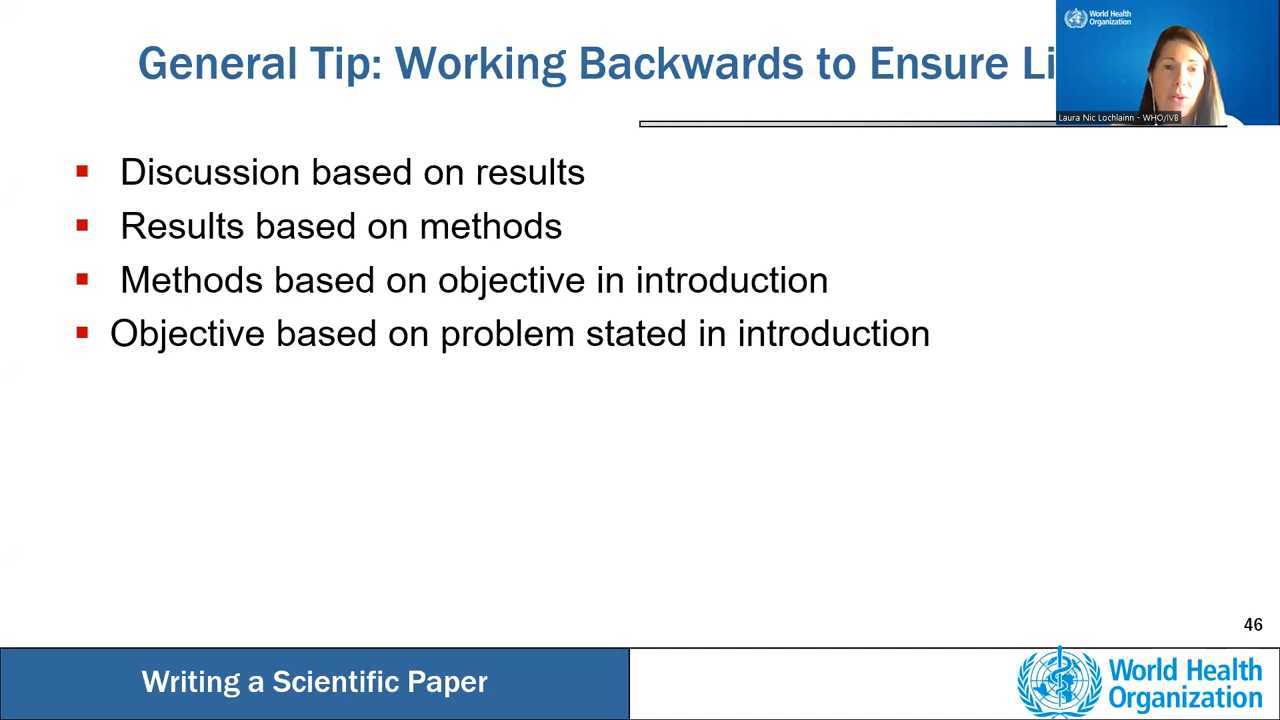 General Tip: Working Backwards to Ensure
World Health
Organization
Laura Nic Lochlainn - WHO/IVB
Discussion based on results
Results based on methods
Methods based on objective in introduction
Objective based on problem stated in introduction
46
Writing a Scientific Paper
World Health
Organization